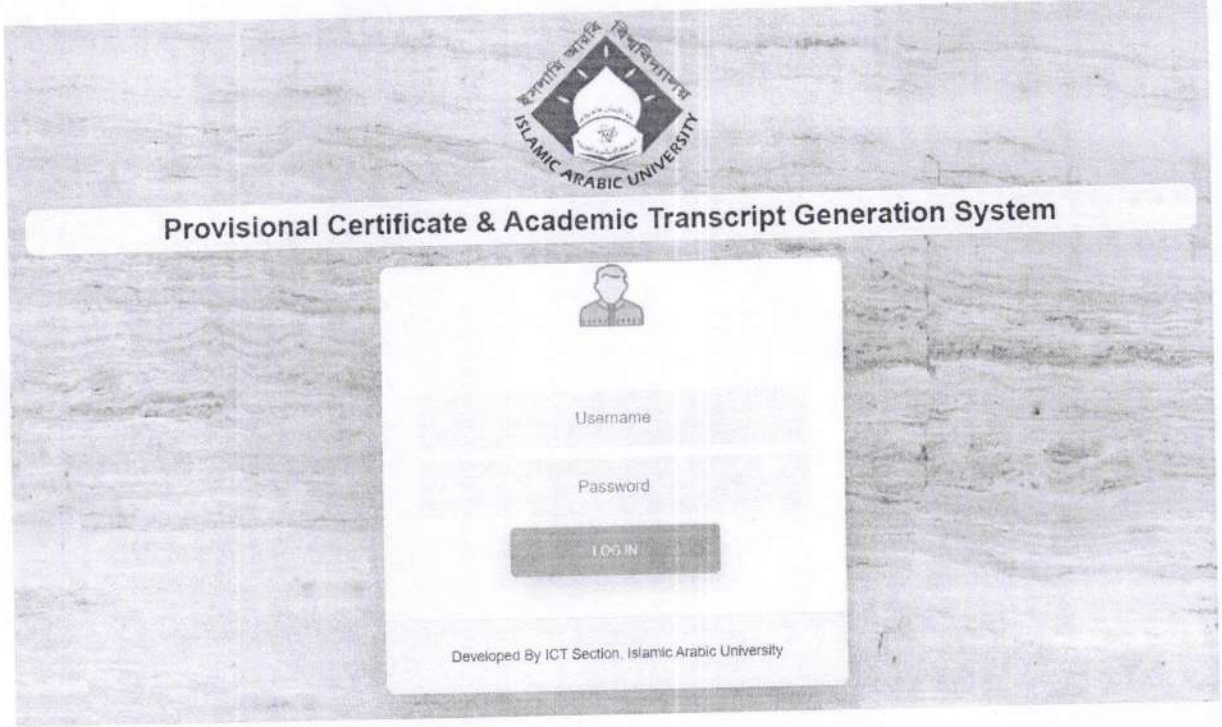 ইসলামি আরবি বিশ্ববিদ্যালয়
ISLAMIC ARABIC UNIVERSITY
Provisional Certificate & Academic Transcript Generation System
Username
Password
LOG IN
Developed By ICT Section, Islamic Arabic University